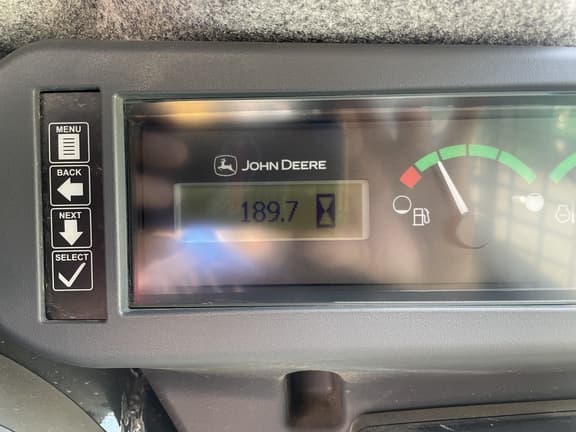 MENU
BACK
NEXT
SELECT
JOHN DEERE
189.7